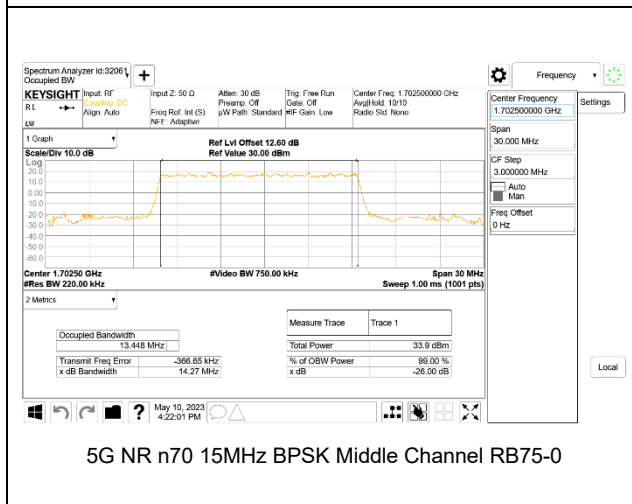 Spectrum Analyzer id:32061
Occupied BW
Frequency
KEYSIGHT Input: RF
Coupling: DC
Align: Auto
RL
Input Z: 50 Ω
Freq Ref: Int (S)
NFE: Adaptive
Atten: 30 dB
Preamp: Off
µW Path: Standard
Trig: Free Run
Gate: Off
#IF Gain: Low
Center Freq: 1.702500000 GHz
Avg|Hold: 10/10
Radio Std: None
Center Frequency
1.702500000 GHz
Settings
Span
30.000 MHz
CF Step
3.000000 MHz
Auto
Man
Freq Offset
0 Hz
1 Graph
Scale/Div 10.0 dB
Ref Lvl Offset 12.60 dB
Ref Value 30.00 dBm
Log
20.0
10.0
0.0
-10.0
-20.0
-30.0
-40.0
-50.0
-60.0
Center 1.70250 GHz
#Res BW 220.00 kHz
#Video BW 750.00 kHz
Span 30 MHz
Sweep 1.00 ms (1001 pts)
2 Metrics
Occupied Bandwidth
13.448 MHz
Transmit Freq Error -366.65 kHz
x dB Bandwidth 14.27 MHz
Measure Trace Trace 1
Total Power 33.9 dBm
% of OBW Power 99.00 %
x dB -26.00 dB
Local
May 10, 2023
4:22:01 PM
5G NR n70 15MHz BPSK Middle Channel RB75-0